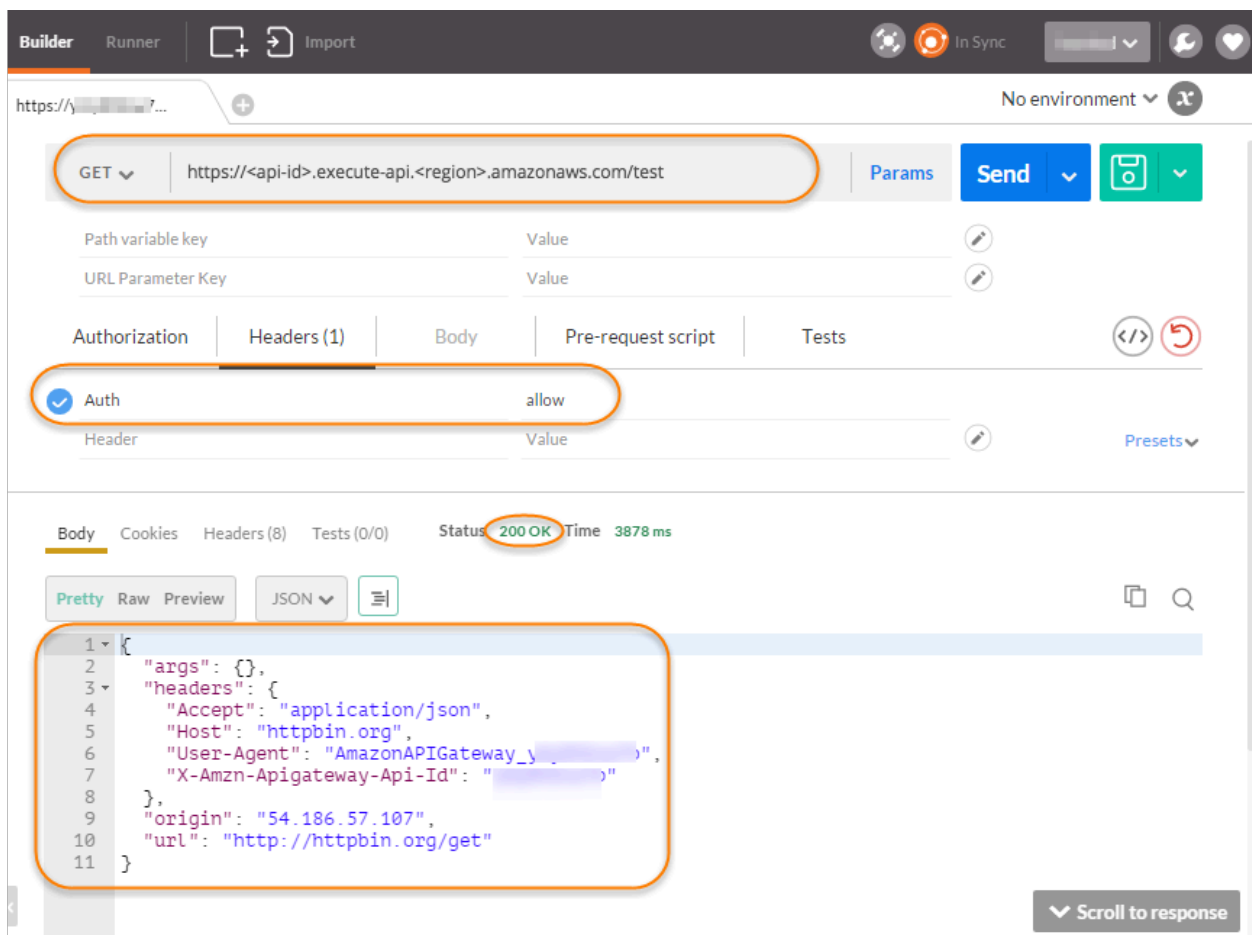 Builder Runner Import In Sync
https://y 7... No environment
GET https://<api-id>.execute-api.<region>.amazonaws.com/test Params Send
Path variable key Value
URL Parameter Key Value
Authorization Headers (1) Body Pre-request script Tests
Auth allow
Header Value Presets
Body Cookies Headers (8) Tests (0/0) Status 200 OK Time 3878 ms
Pretty Raw Preview JSON
1 {
2 "args": {},
3 "headers": {
4 "Accept": "application/json",
5 "Host": "httpbin.org",
6 "User-Agent": "AmazonAPIGateway_y
7 "X-Amzn-Apigateway-Api-Id": "
8 },
9 "origin": "54.186.57.107",
10 "url": "http://httpbin.org/get"
11 }
Scroll to response